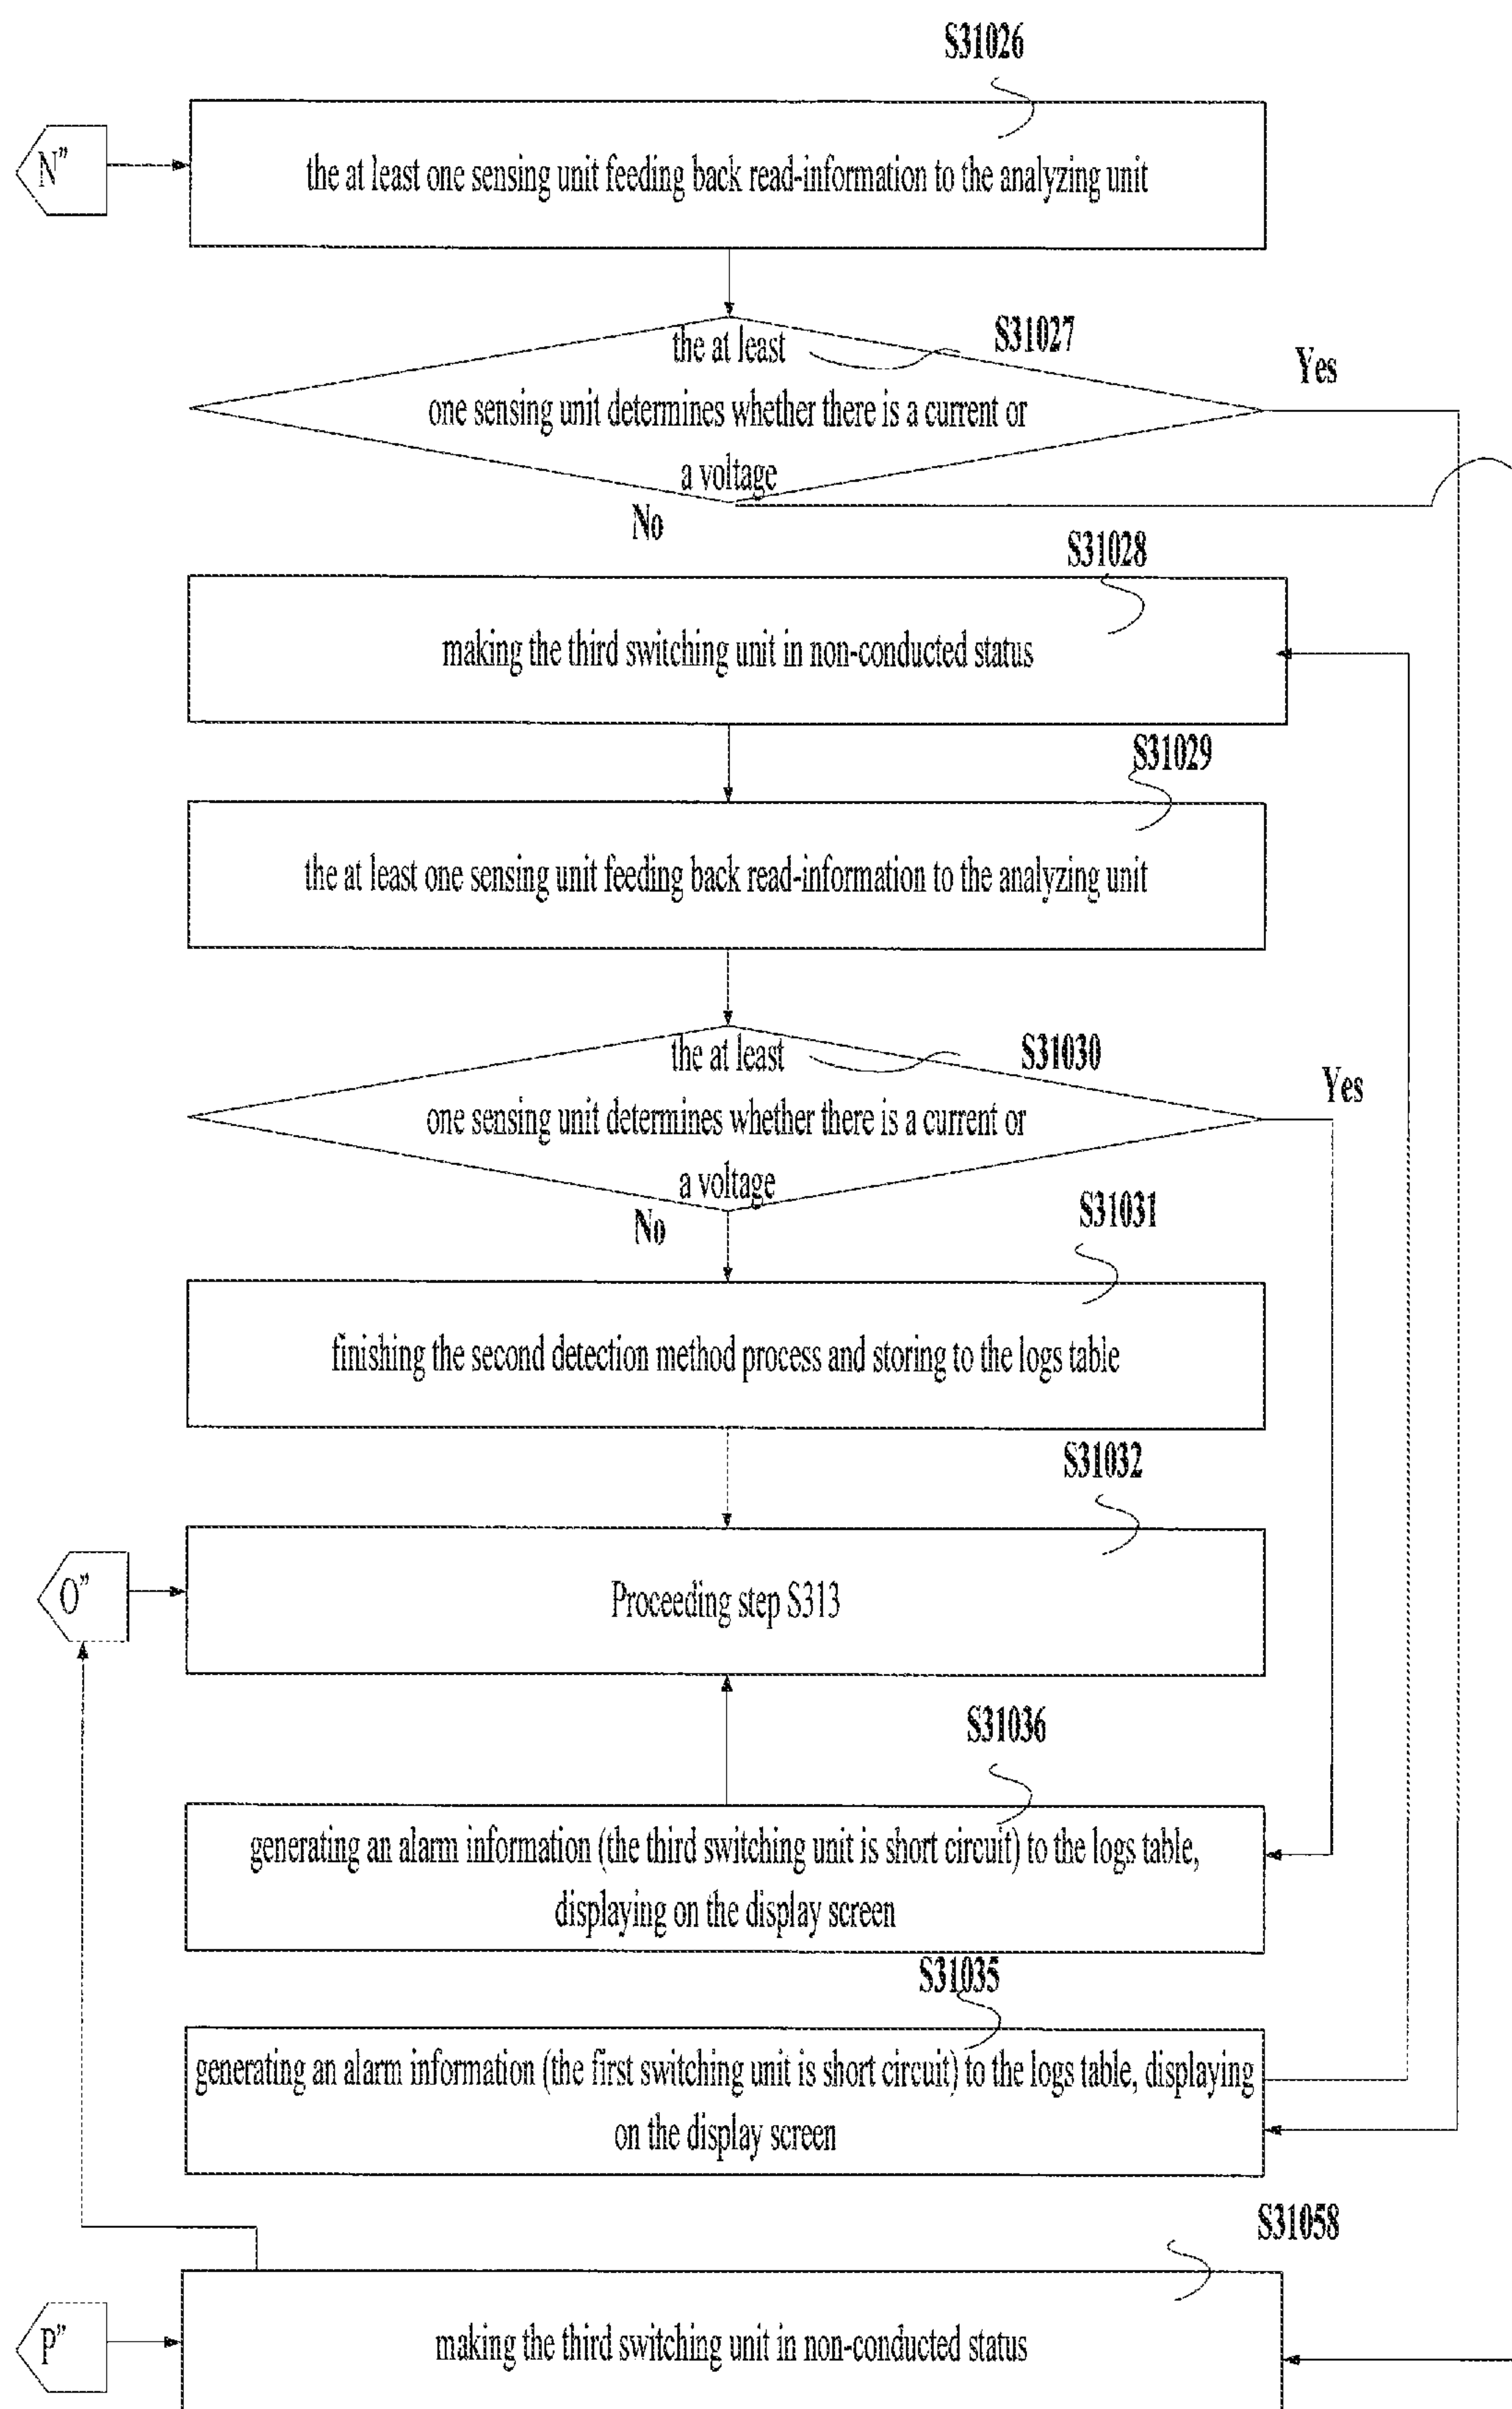 S31026
N”
the at least one sensing unit feeding back read-information to the analyzing unit
S31027
Yes
the at least
one sensing unit determines whether there is a current or
a voltage
No
S31028
making the third switching unit in non-conducted status
S31029
the at least one sensing unit feeding back read-information to the analyzing unit
S31030
Yes
the at least
one sensing unit determines whether there is a current or
a voltage
No
S31031
finishing the second detection method process and storing to the logs table
S31032
O”
Proceeding step S313
S31036
generating an alarm information (the third switching unit is short circuit) to the logs table,
displaying on the display screen
S31035
generating an alarm information (the first switching unit is short circuit) to the logs table, displaying
on the display screen
S31058
P”
making the third switching unit in non-conducted status